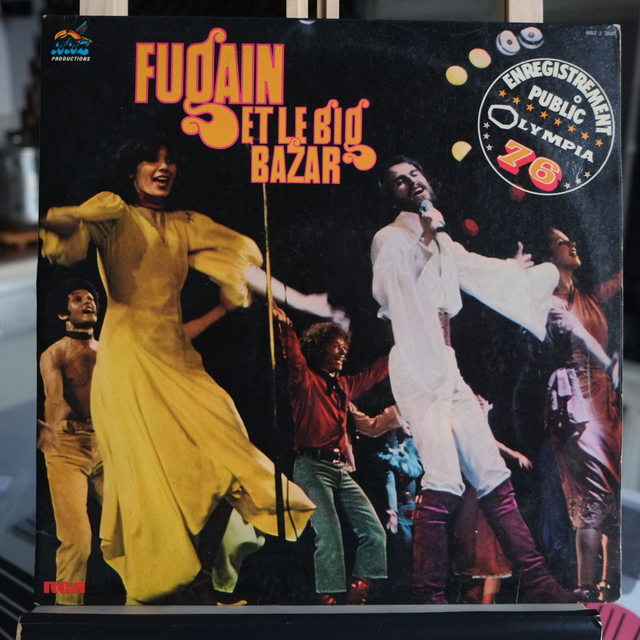 PRODUCTIONS
FUgAIN
ET LE BIg
BAZAR
ENREGISTREMENT
PUBLIC
OLYMPIA
76
RCA